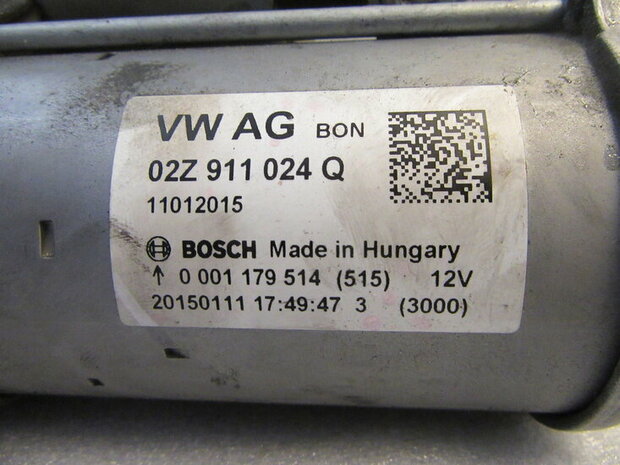 VW AG BON
02Z 911 024 Q
11012015
BOSCH Made in Hungary
↑ 0 001 179 514 (515) 12V
20150111 17:49:47 3 (3000)